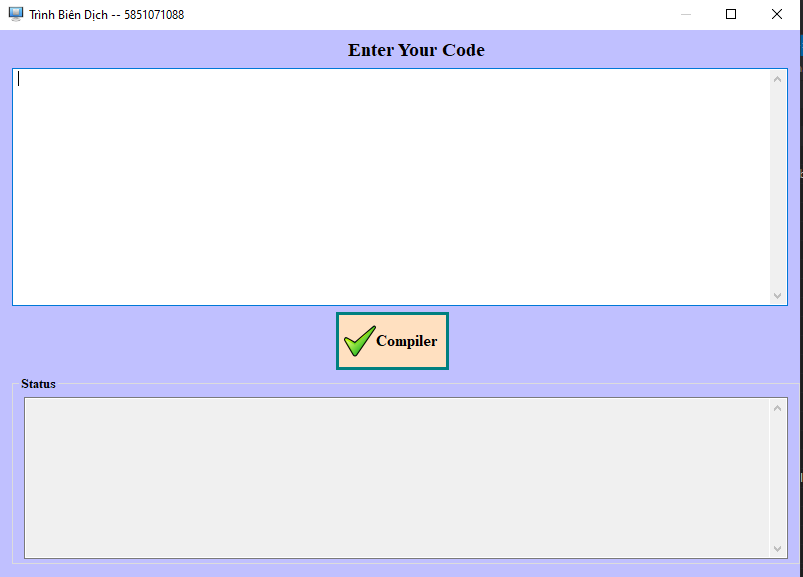 Trình Biên Dịch -- 5851071088
Enter Your Code
Compiler
Status